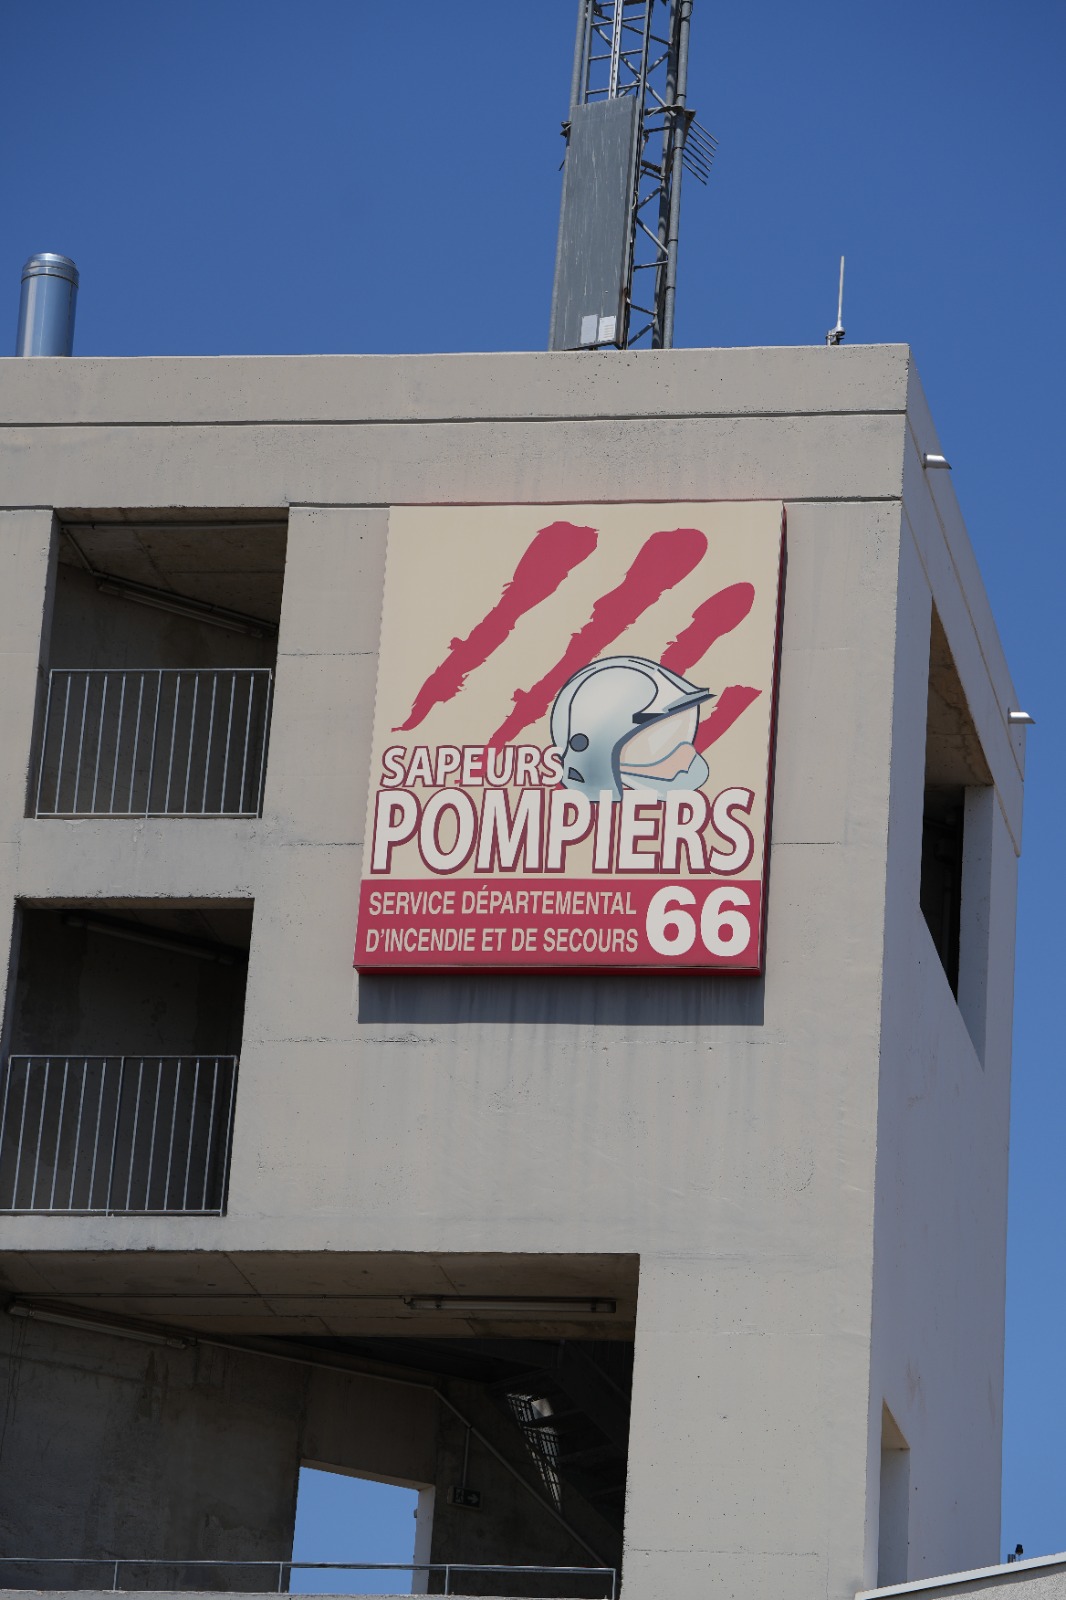 SAPEURS
POMPIERS
SERVICE DÉPARTEMENTAL
D'INCENDIE ET DE SECOURS
66